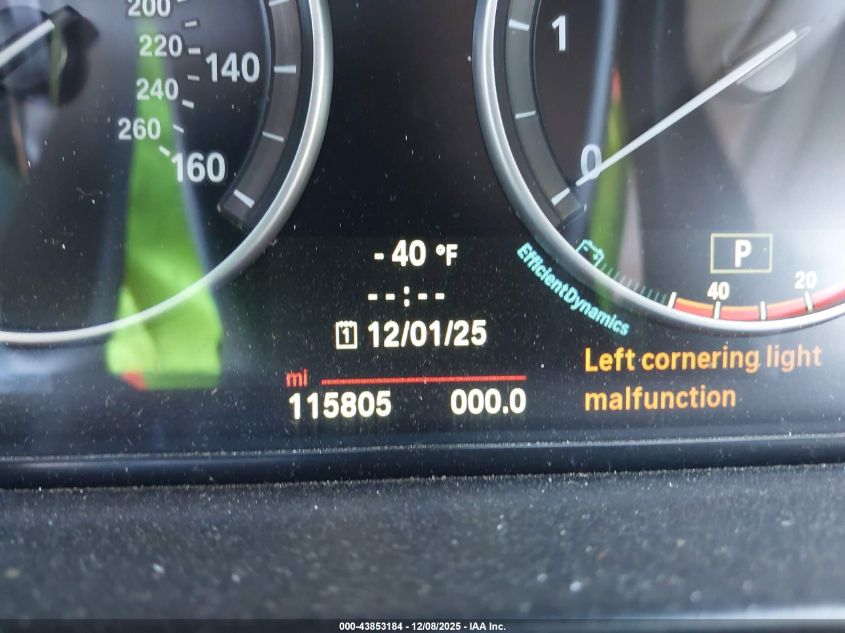 200
220
240
260
140
160
1
0
- 40 °F
--:--
1 12/01/25
mi
115805 000.0
EfficientDynamics
P
40
20
Left cornering light
malfunction
000-43853184 - 12/08/2025 - IAA Inc.